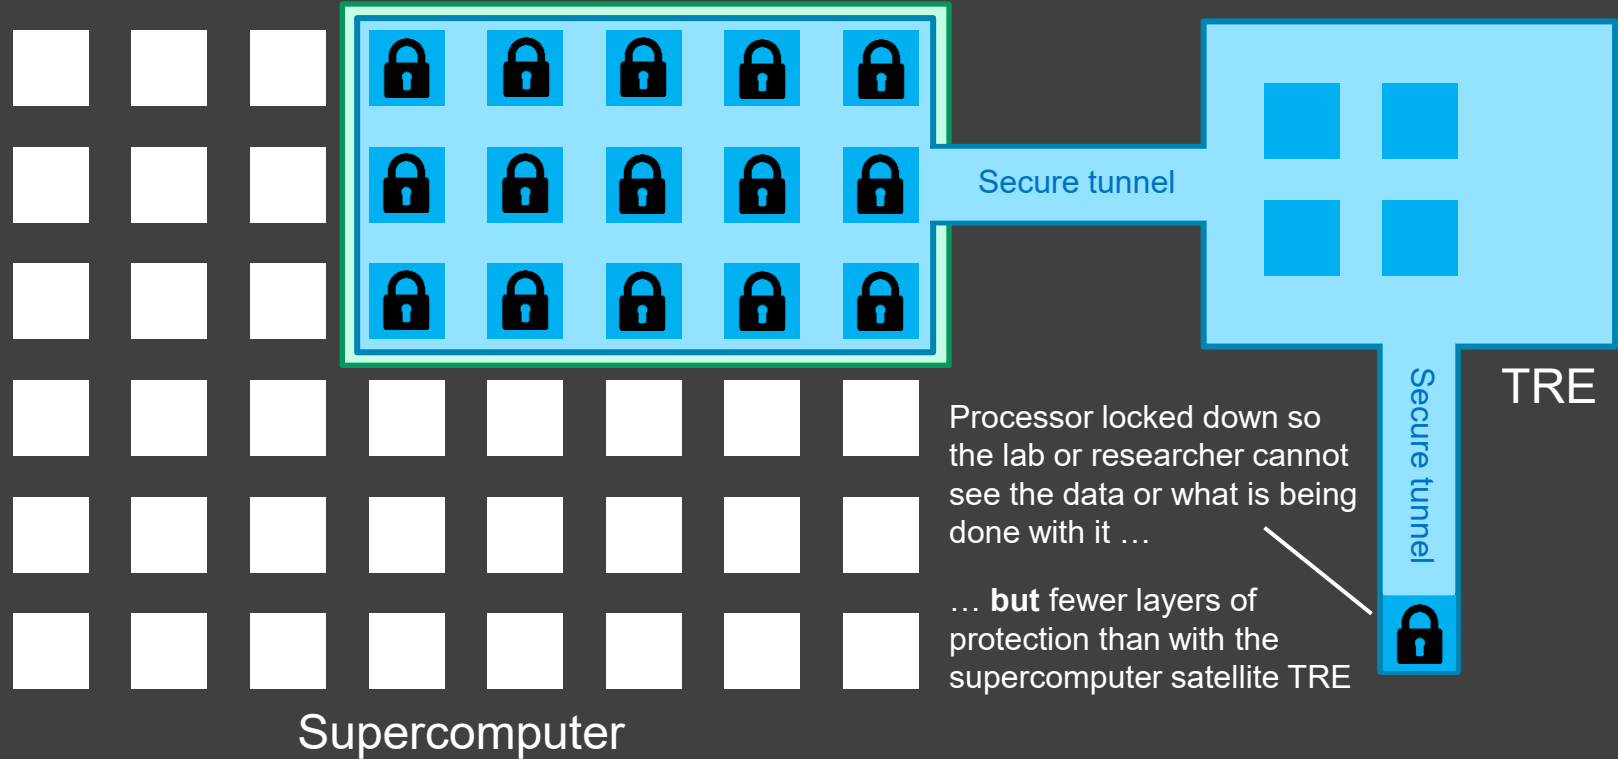 Secure tunnel
TRE
Secure tunnel
Processor locked down so
the lab or researcher cannot
see the data or what is being
done with it …
… but fewer layers of
protection than with the
supercomputer satellite TRE
Supercomputer